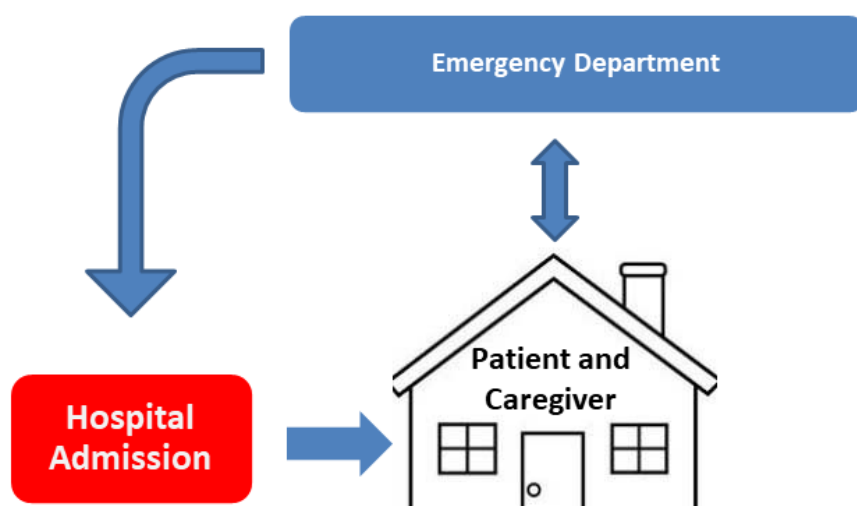 Emergency Department
Patient and
Caregiver
Hospital
Admission